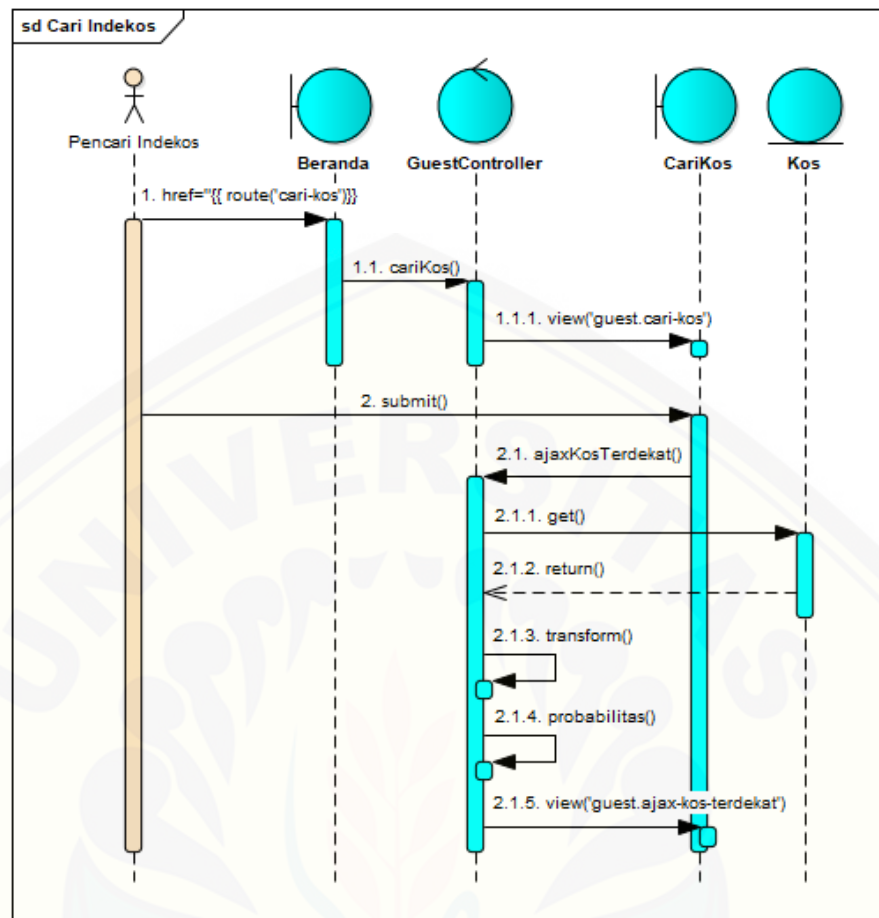 sd Cari Indekos
Pencari Indekos
Beranda
GuestController
CariKos
Kos
1. href="{{ route('cari-kos')}}
1.1. cariKos()
1.1.1. view('guest.cari-kos')
2. submit()
2.1. ajaxKosTerdekat()
2.1.1. get()
2.1.2. return()
2.1.3. transform()
2.1.4. probabilitas()
2.1.5. view('guest.ajax-kos-terdekat')
UNIVERSITAS